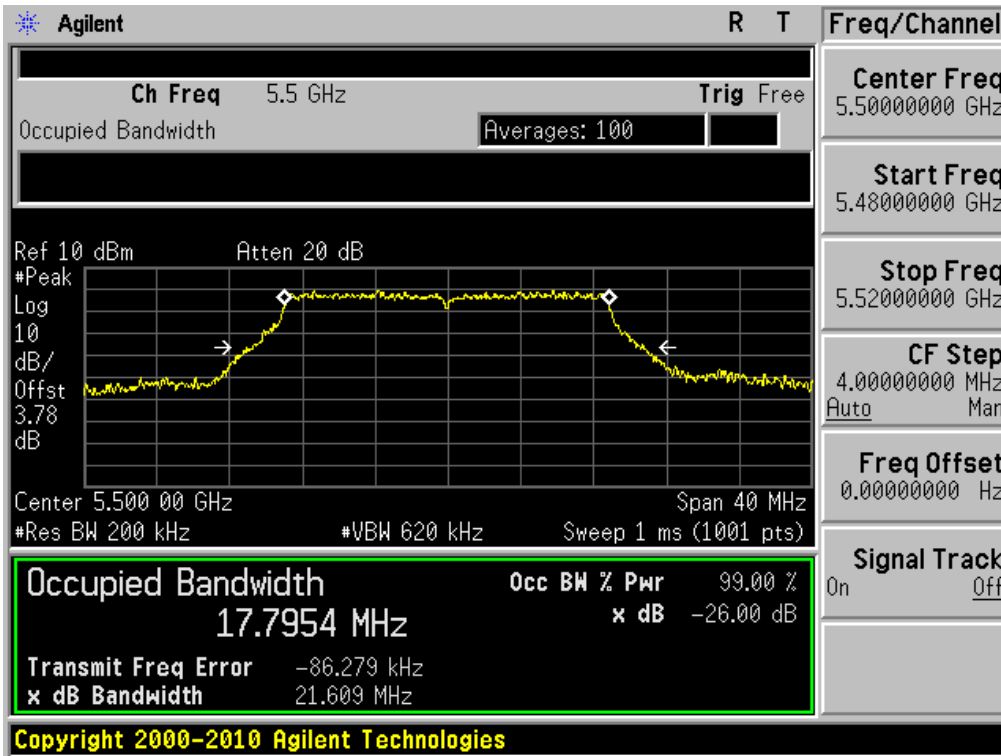 Agilent R T
Ch Freq 5.5 GHz Trig Free
Occupied Bandwidth Averages: 100
Ref 10 dBm Atten 20 dB
#Peak
Log
10
dB/
Offst
3.78
dB
Center 5.500 00 GHz Span 40 MHz
#Res BW 200 kHz #VBW 620 kHz Sweep 1 ms (1001 pts)
Occupied Bandwidth Occ BW % Pwr 99.00 %
17.7954 MHz x dB -26.00 dB
Transmit Freq Error -86.279 kHz
x dB Bandwidth 21.609 MHz
Copyright 2000-2010 Agilent Technologies
Freq/Channel
Center Freq
5.50000000 GHz
Start Freq
5.48000000 GHz
Stop Freq
5.52000000 GHz
CF Step
4.00000000 MHz
Auto Man
Freq Offset
0.00000000 Hz
Signal Track
On Off